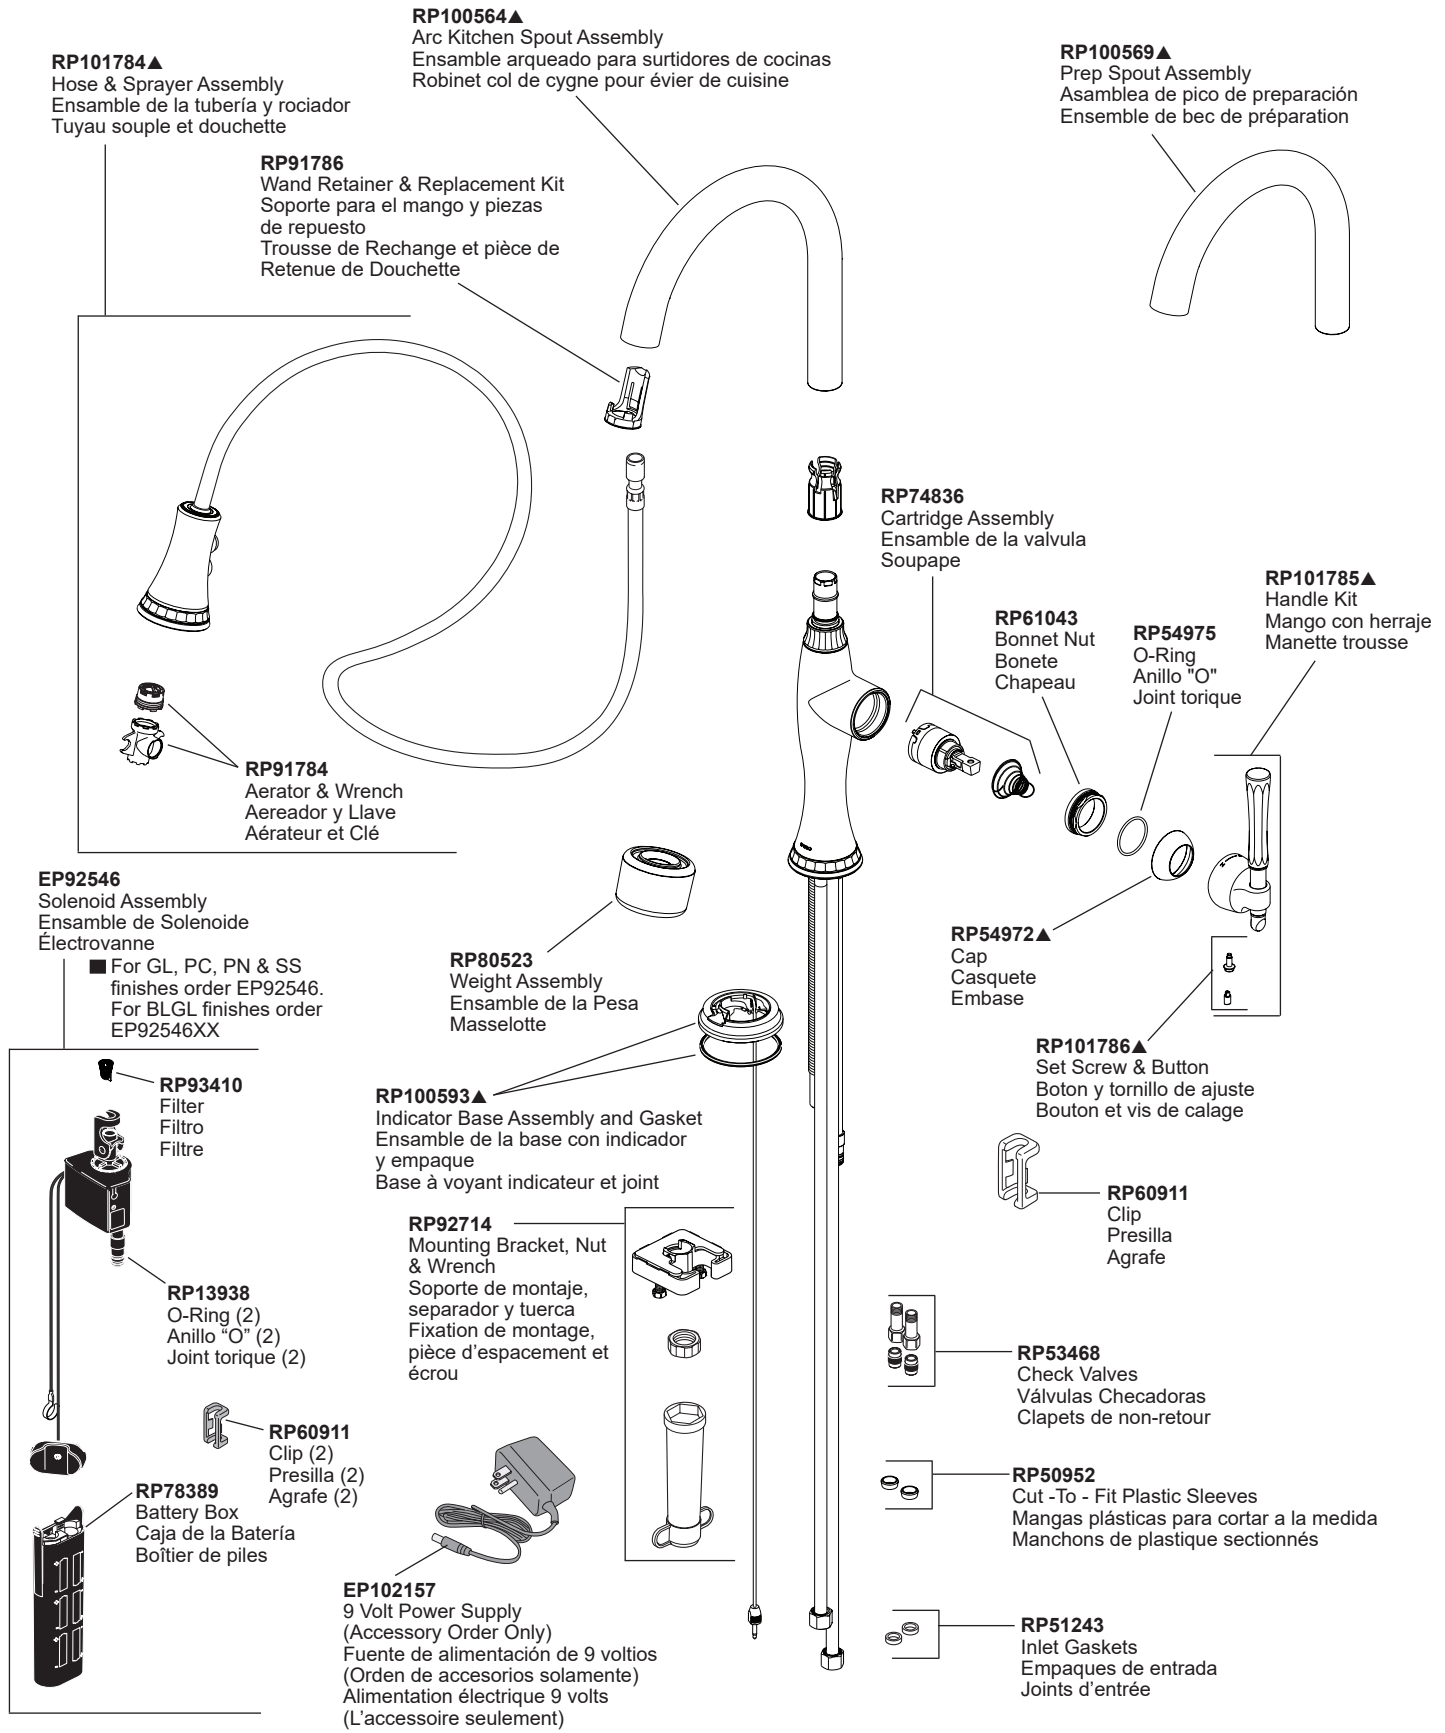 RP100564▲
Arc Kitchen Spout Assembly
Ensamble arqueado para surtidores de cocinas
Robinet col de cygne pour évier de cuisine
RP101784▲
Hose & Sprayer Assembly
Ensamble de la tubería y rociador
Tuyau souple et douchette
RP100569▲
Prep Spout Assembly
Asamblea de pico de preparación
Ensemble de bec de préparation
RP91786
Wand Retainer & Replacement Kit
Soporte para el mango y piezas
de repuesto
Trousse de Rechange et pièce de
Retenue de Douchette
RP74836
Cartridge Assembly
Ensamble de la valvula
Soupape
RP61043
Bonnet Nut
Bonete
Chapeau
RP54975
O-Ring
Anillo "O"
Joint torique
RP101785▲
Handle Kit
Mango con herraje
Manette trousse
RP91784
Aerator & Wrench
Aereador y Llave
Aérateur et Clé
EP92546
Solenoid Assembly
Ensamble de Solenoide
Électrovanne
■ For GL, PC, PN & SS
finishes order EP92546.
For BLGL finishes order
EP92546XX
RP80523
Weight Assembly
Ensamble de la Pesa
Masselotte
RP54972▲
Cap
Casquete
Embase
RP101786▲
Set Screw & Button
Boton y tornillo de ajuste
Bouton et vis de calage
RP93410
Filter
Filtro
Filtre
RP100593▲
Indicator Base Assembly and Gasket
Ensamble de la base con indicador
y empaque
Base à voyant indicateur et joint
RP60911
Clip
Presilla
Agrafe
RP92714
Mounting Bracket, Nut
& Wrench
Soporte de montaje,
separador y tuerca
Fixation de montage,
pièce d’espacement et
écrou
RP13938
O-Ring (2)
Anillo “O” (2)
Joint torique (2)
RP53468
Check Valves
Válvulas Checadoras
Clapets de non-retour
RP60911
Clip (2)
Presilla (2)
Agrafe (2)
RP78389
Battery Box
Caja de la Batería
Boîtier de piles
RP50952
Cut -To - Fit Plastic Sleeves
Mangas plásticas para cortar a la medida
Manchons de plastique sectionnés
EP102157
9 Volt Power Supply
(Accessory Order Only)
Fuente de alimentación de 9 voltios
(Orden de accesorios solamente)
Alimentation électrique 9 volts
(L'accessoire seulement)
RP51243
Inlet Gaskets
Empaques de entrada
Joints d’entrée